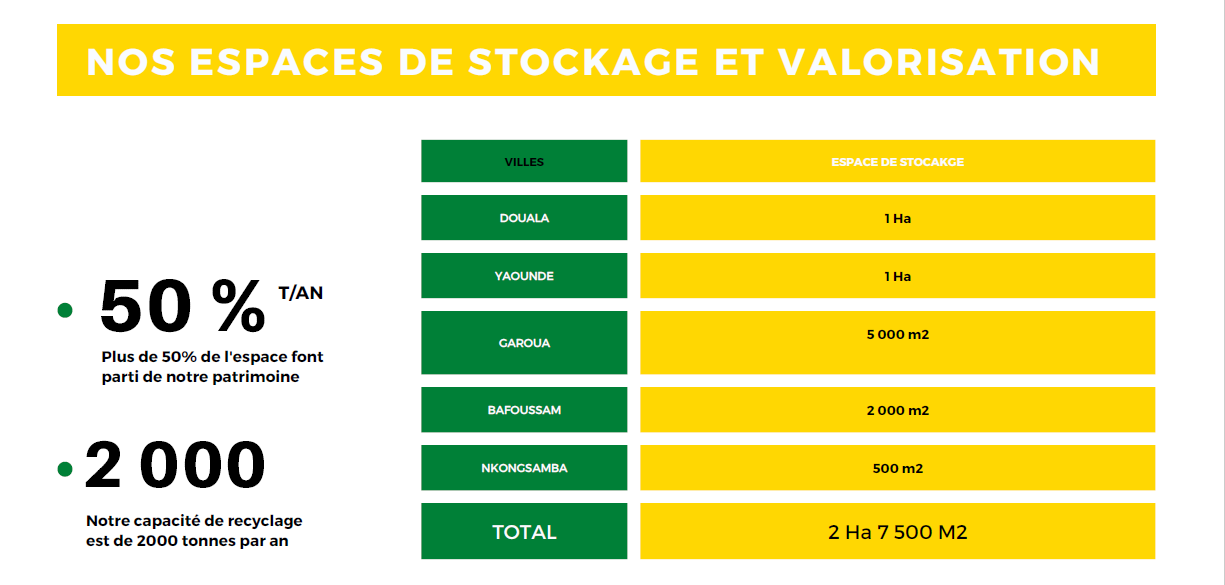 NOS ESPACES DE STOCKAGE ET VALORISATION
50 % T/AN
Plus de 50% de l'espace font
parti de notre patrimoine
2 000
Notre capacité de recyclage
est de 2000 tonnes par an
VILLES ESPACE DE STOCAKGE
DOUALA 1 Ha
YAOUNDE 1 Ha
GAROUA 5 000 m2
BAFOUSSAM 2 000 m2
NKONGSAMBA 500 m2
TOTAL 2 Ha 7 500 M2